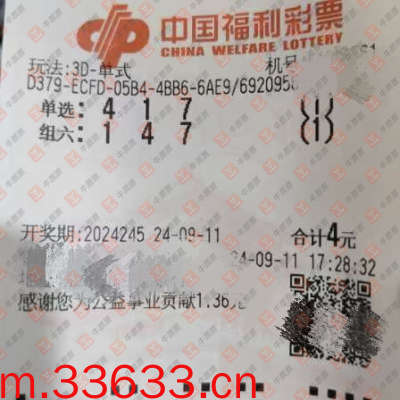 中国福利彩票
CHINA WELFARE LOTTERY
玩法:3D-单式 机号
D379-ECFD-05B4-4BB6-6AE9/692095
单选: 4 1 7 {1}
组六: 1 4 7
开奖期:2024245 24-09-11 合计4元
24-09-11 17:28:32
感谢您为公益事业贡献1.36
m.33633.cn